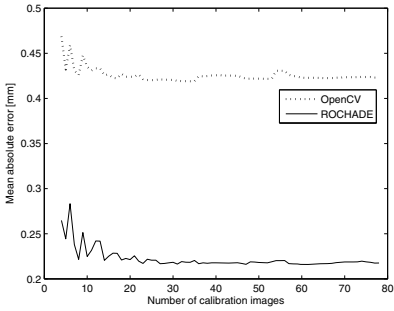 0.5
0.45
0.4
0.35
0.3
0.25
0.2
Mean absolute error [mm]
OpenCV
ROCHADE
0 10 20 30 40 50 60 70 80
Number of calibration images